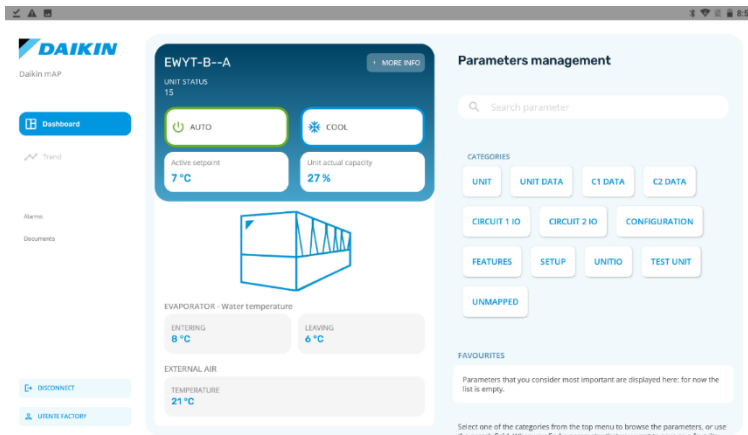 8:5
DAIKIN
Daikin mAP
Dashboard
Trend
Alarms
Documents
DISCONNECT
UTENTE FACTORY
EWYT-B--A
MORE INFO
UNIT STATUS
15
AUTO
COOL
Active setpoint
7 °C
Unit actual capacity
27 %
EVAPORATOR - Water temperature
ENTERING
8 °C
LEAVING
6 °C
EXTERNAL AIR
TEMPERATURE
21 °C
Parameters management
Search parameter
CATEGORIES
UNIT
UNIT DATA
C1 DATA
C2 DATA
CIRCUIT 1 IO
CIRCUIT 2 IO
CONFIGURATION
FEATURES
SETUP
UNITIO
TEST UNIT
UNMAPPED
FAVOURITES
Parameters that you consider most important are displayed here: for now the
list is empty.
Select one of the categories from the top menu to browse the parameters, or use